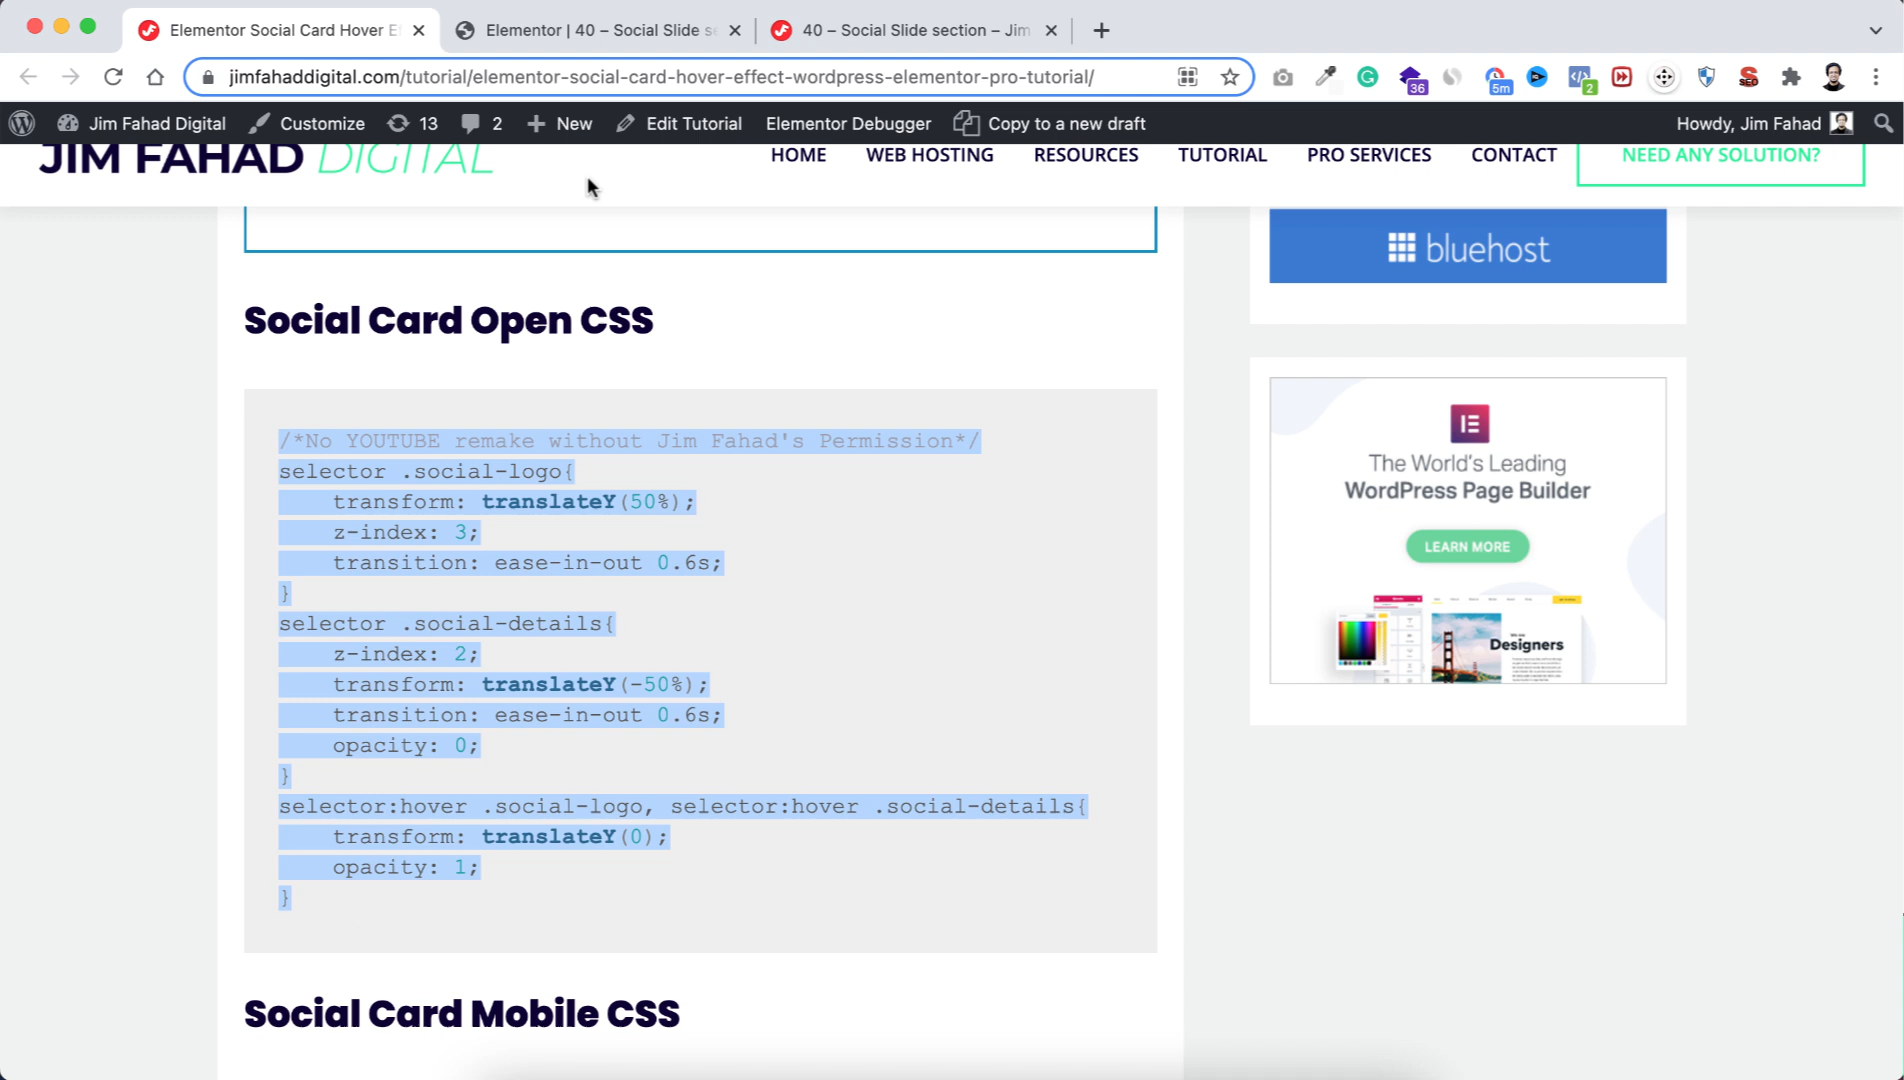 Elementor Social Card Hover E
Elementor | 40 – Social Slide se
40 – Social Slide section – Jim
jimfahaddigital.com/tutorial/elementor-social-card-hover-effect-wordpress-elementor-pro-tutorial/
36
5m
2
SEO
Jim Fahad Digital
Customize
13
2
New
Edit Tutorial
Elementor Debugger
Copy to a new draft
Howdy, Jim Fahad
JIM FAHAD DIGITAL
HOME
WEB HOSTING
RESOURCES
TUTORIAL
PRO SERVICES
CONTACT
NEED ANY SOLUTION?
bluehost
Social Card Open CSS
/*No YOUTUBE remake without Jim Fahad's Permission*/
selector .social-logo{
transform: translateY(50%);
z-index: 3;
transition: ease-in-out 0.6s;
}
selector .social-details{
z-index: 2;
transform: translateY(-50%);
transition: ease-in-out 0.6s;
opacity: 0;
}
selector:hover .social-logo, selector:hover .social-details{
transform: translateY(0);
opacity: 1;
}
The World's Leading
WordPress Page Builder
LEARN MORE
Designers
Social Card Mobile CSS